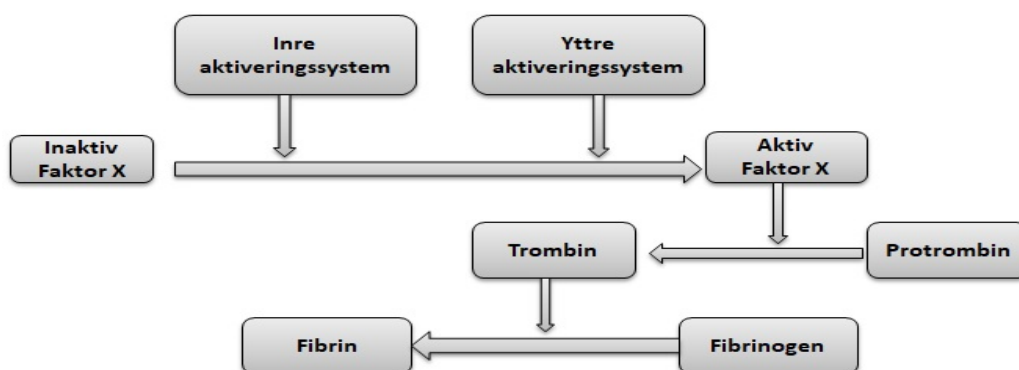 Inre
aktiveringssystem
Yttre
aktiveringssystem
Inaktiv
Faktor X
Aktiv
Faktor X
Trombin
Protrombin
Fibrin
Fibrinogen